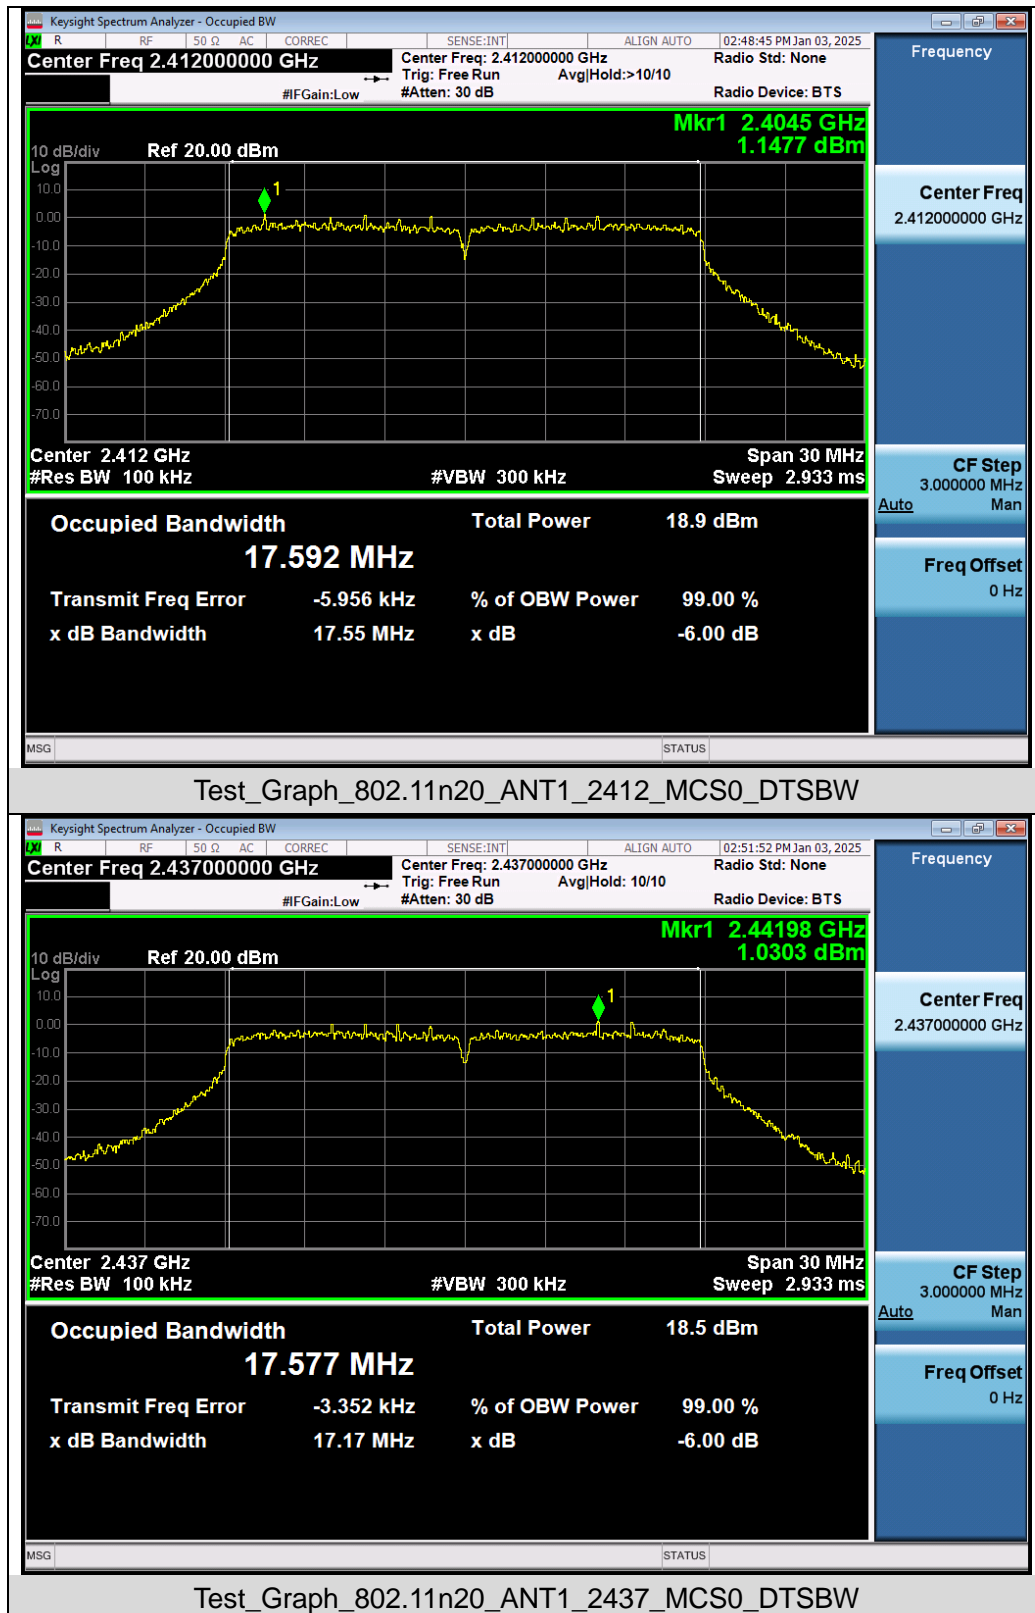 Keysight Spectrum Analyzer - Occupied BW
LXI R RF 50 Ω AC CORREC SENSE:INT ALIGN AUTO 02:48:45 PM Jan 03, 2025
Center Freq 2.412000000 GHz
Center Freq: 2.412000000 GHz
Radio Std: None
Trig: Free Run Avg|Hold:>10/10
#IFGain:Low
#Atten: 30 dB
Radio Device: BTS
Frequency
Mkr1 2.4045 GHz
1.1477 dBm
10 dB/div Ref 20.00 dBm
Log
10.0
0.00
-10.0
-20.0
-30.0
-40.0
-50.0
-60.0
-70.0
1
Center Freq
2.412000000 GHz
Center 2.412 GHz Span 30 MHz
#Res BW 100 kHz #VBW 300 kHz Sweep 2.933 ms
CF Step
3.000000 MHz
Auto Man
Occupied Bandwidth Total Power 18.9 dBm
17.592 MHz
Transmit Freq Error -5.956 kHz % of OBW Power 99.00 %
x dB Bandwidth 17.55 MHz x dB -6.00 dB
Freq Offset
0 Hz
MSG STATUS
Test_Graph_802.11n20_ANT1_2412_MCS0_DTSBW
Keysight Spectrum Analyzer - Occupied BW
LXI R RF 50 Ω AC CORREC SENSE:INT ALIGN AUTO 02:51:52 PM Jan 03, 2025
Center Freq 2.437000000 GHz
Center Freq: 2.437000000 GHz
Radio Std: None
Trig: Free Run Avg|Hold: 10/10
#IFGain:Low
#Atten: 30 dB
Radio Device: BTS
Frequency
Mkr1 2.44198 GHz
1.0303 dBm
10 dB/div Ref 20.00 dBm
Log
10.0
0.00
-10.0
-20.0
-30.0
-40.0
-50.0
-60.0
-70.0
1
Center Freq
2.437000000 GHz
Center 2.437 GHz Span 30 MHz
#Res BW 100 kHz #VBW 300 kHz Sweep 2.933 ms
CF Step
3.000000 MHz
Auto Man
Occupied Bandwidth Total Power 18.5 dBm
17.577 MHz
Transmit Freq Error -3.352 kHz % of OBW Power 99.00 %
x dB Bandwidth 17.17 MHz x dB -6.00 dB
Freq Offset
0 Hz
MSG STATUS
Test_Graph_802.11n20_ANT1_2437_MCS0_DTSBW